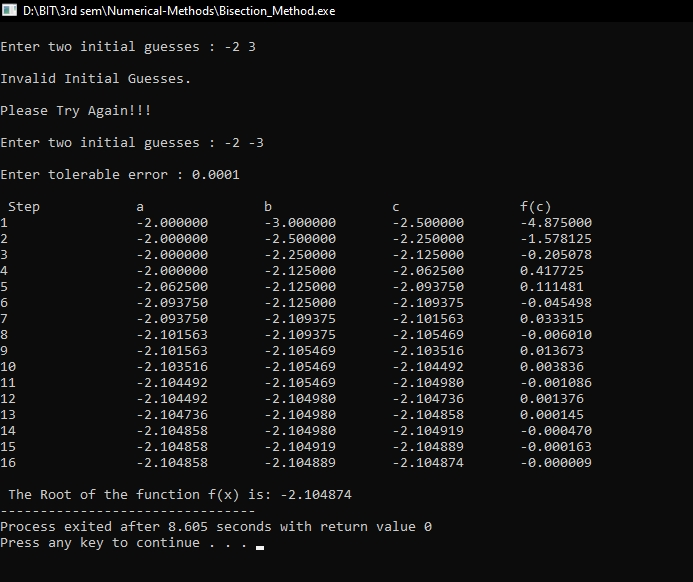 D:\BIT\3rd sem\Numerical-Methods\Bisection_Method.exe
Enter two initial guesses : -2 3
Invalid Initial Guesses.
Please Try Again!!!
Enter two initial guesses : -2 -3
Enter tolerable error : 0.0001
Step a b c f(c)
1 -2.000000 -3.000000 -2.500000 -4.875000
2 -2.000000 -2.500000 -2.250000 -1.578125
3 -2.000000 -2.250000 -2.125000 -0.205078
4 -2.000000 -2.125000 -2.062500 0.417725
5 -2.062500 -2.125000 -2.093750 0.111481
6 -2.093750 -2.125000 -2.109375 -0.045498
7 -2.093750 -2.109375 -2.101563 0.033315
8 -2.101563 -2.109375 -2.105469 -0.006010
9 -2.101563 -2.105469 -2.103516 0.013673
10 -2.103516 -2.105469 -2.104492 0.003836
11 -2.104492 -2.105469 -2.104980 -0.001086
12 -2.104492 -2.104980 -2.104736 0.001376
13 -2.104736 -2.104980 -2.104858 0.000145
14 -2.104858 -2.104980 -2.104919 -0.000470
15 -2.104858 -2.104919 -2.104889 -0.000163
16 -2.104858 -2.104889 -2.104874 -0.000009
The Root of the function f(x) is: -2.104874
--------------------------------
Process exited after 8.605 seconds with return value 0
Press any key to continue . . .